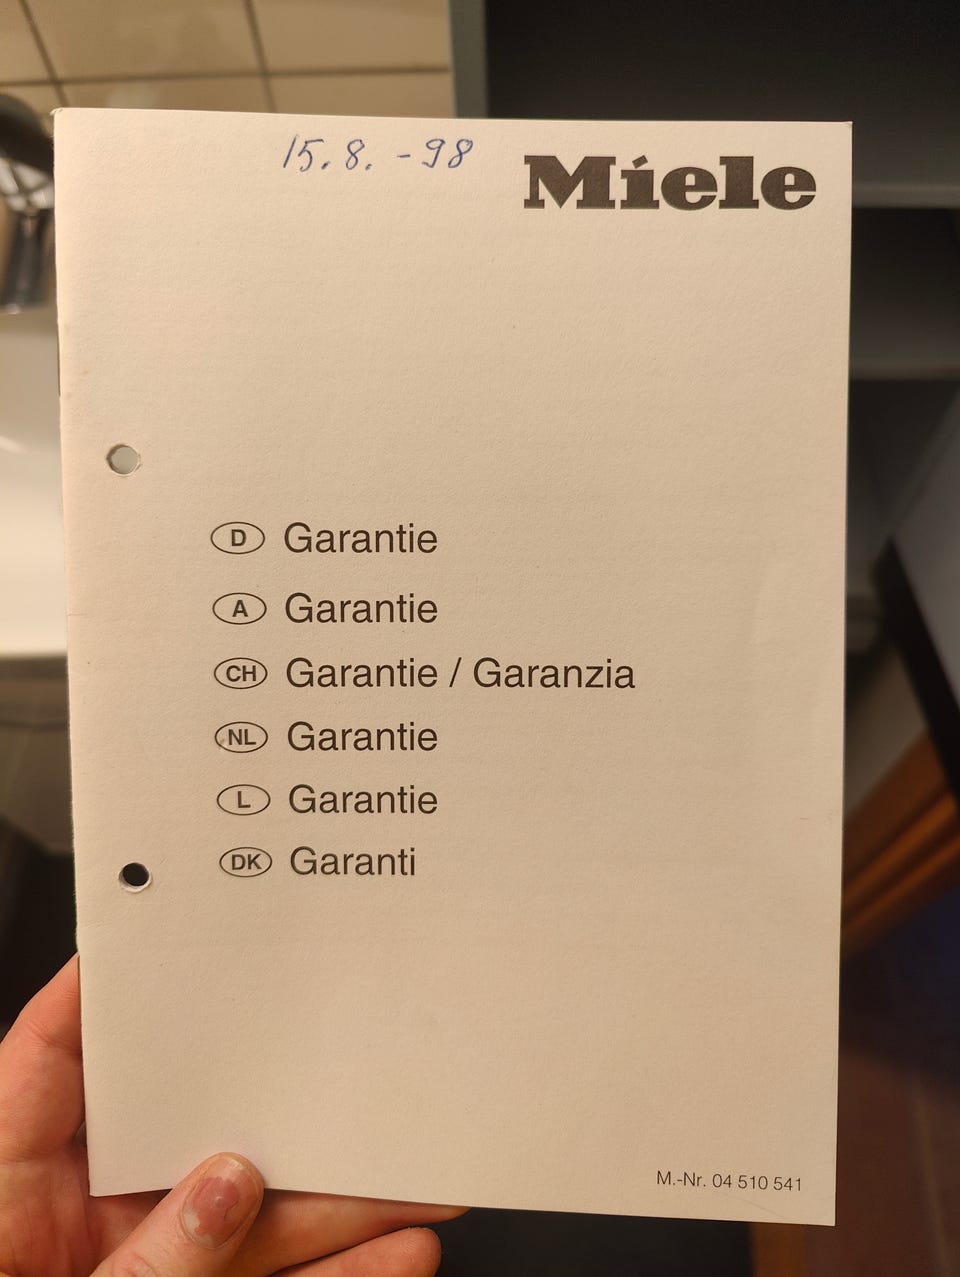 15.8. -98
Miele
D Garantie
A Garantie
CH Garantie / Garanzia
NL Garantie
L Garantie
DK Garanti
M.-Nr. 04 510 541